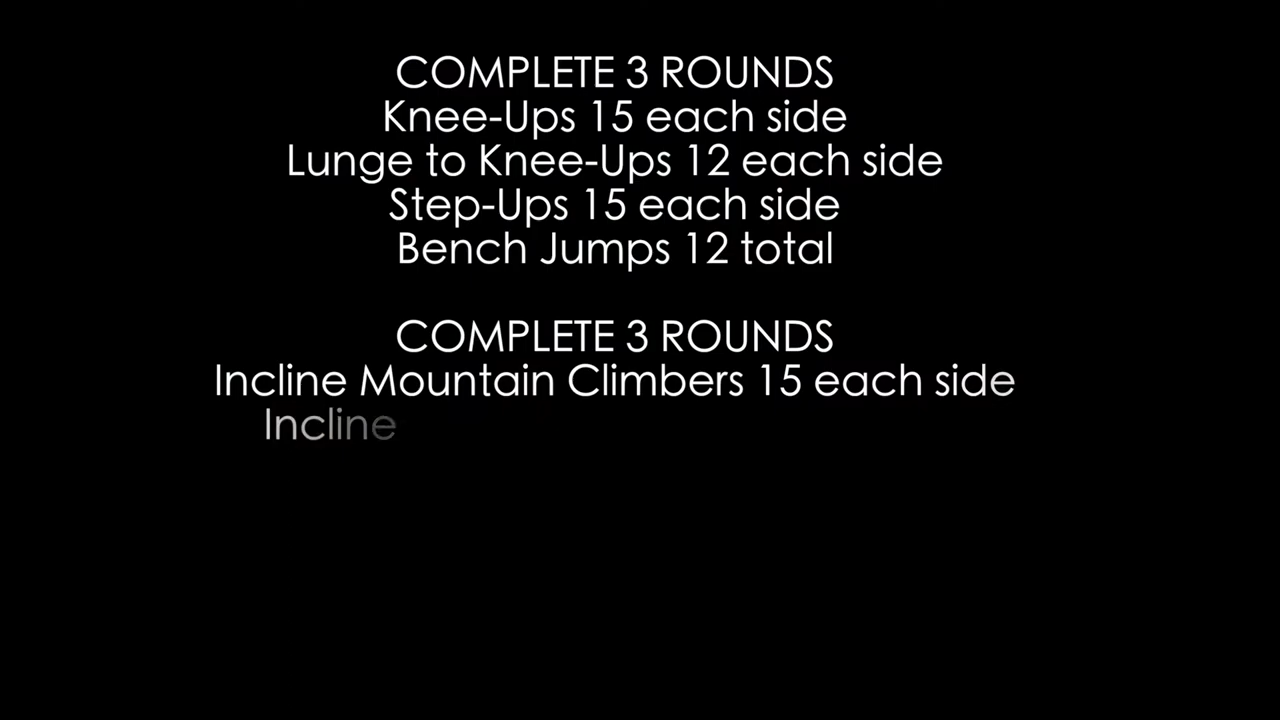 COMPLETE 3 ROUNDS
Knee-Ups 15 each side
Lunge to Knee-Ups 12 each side
Step-Ups 15 each side
Bench Jumps 12 total
COMPLETE 3 ROUNDS
Incline Mountain Climbers 15 each side
Incline